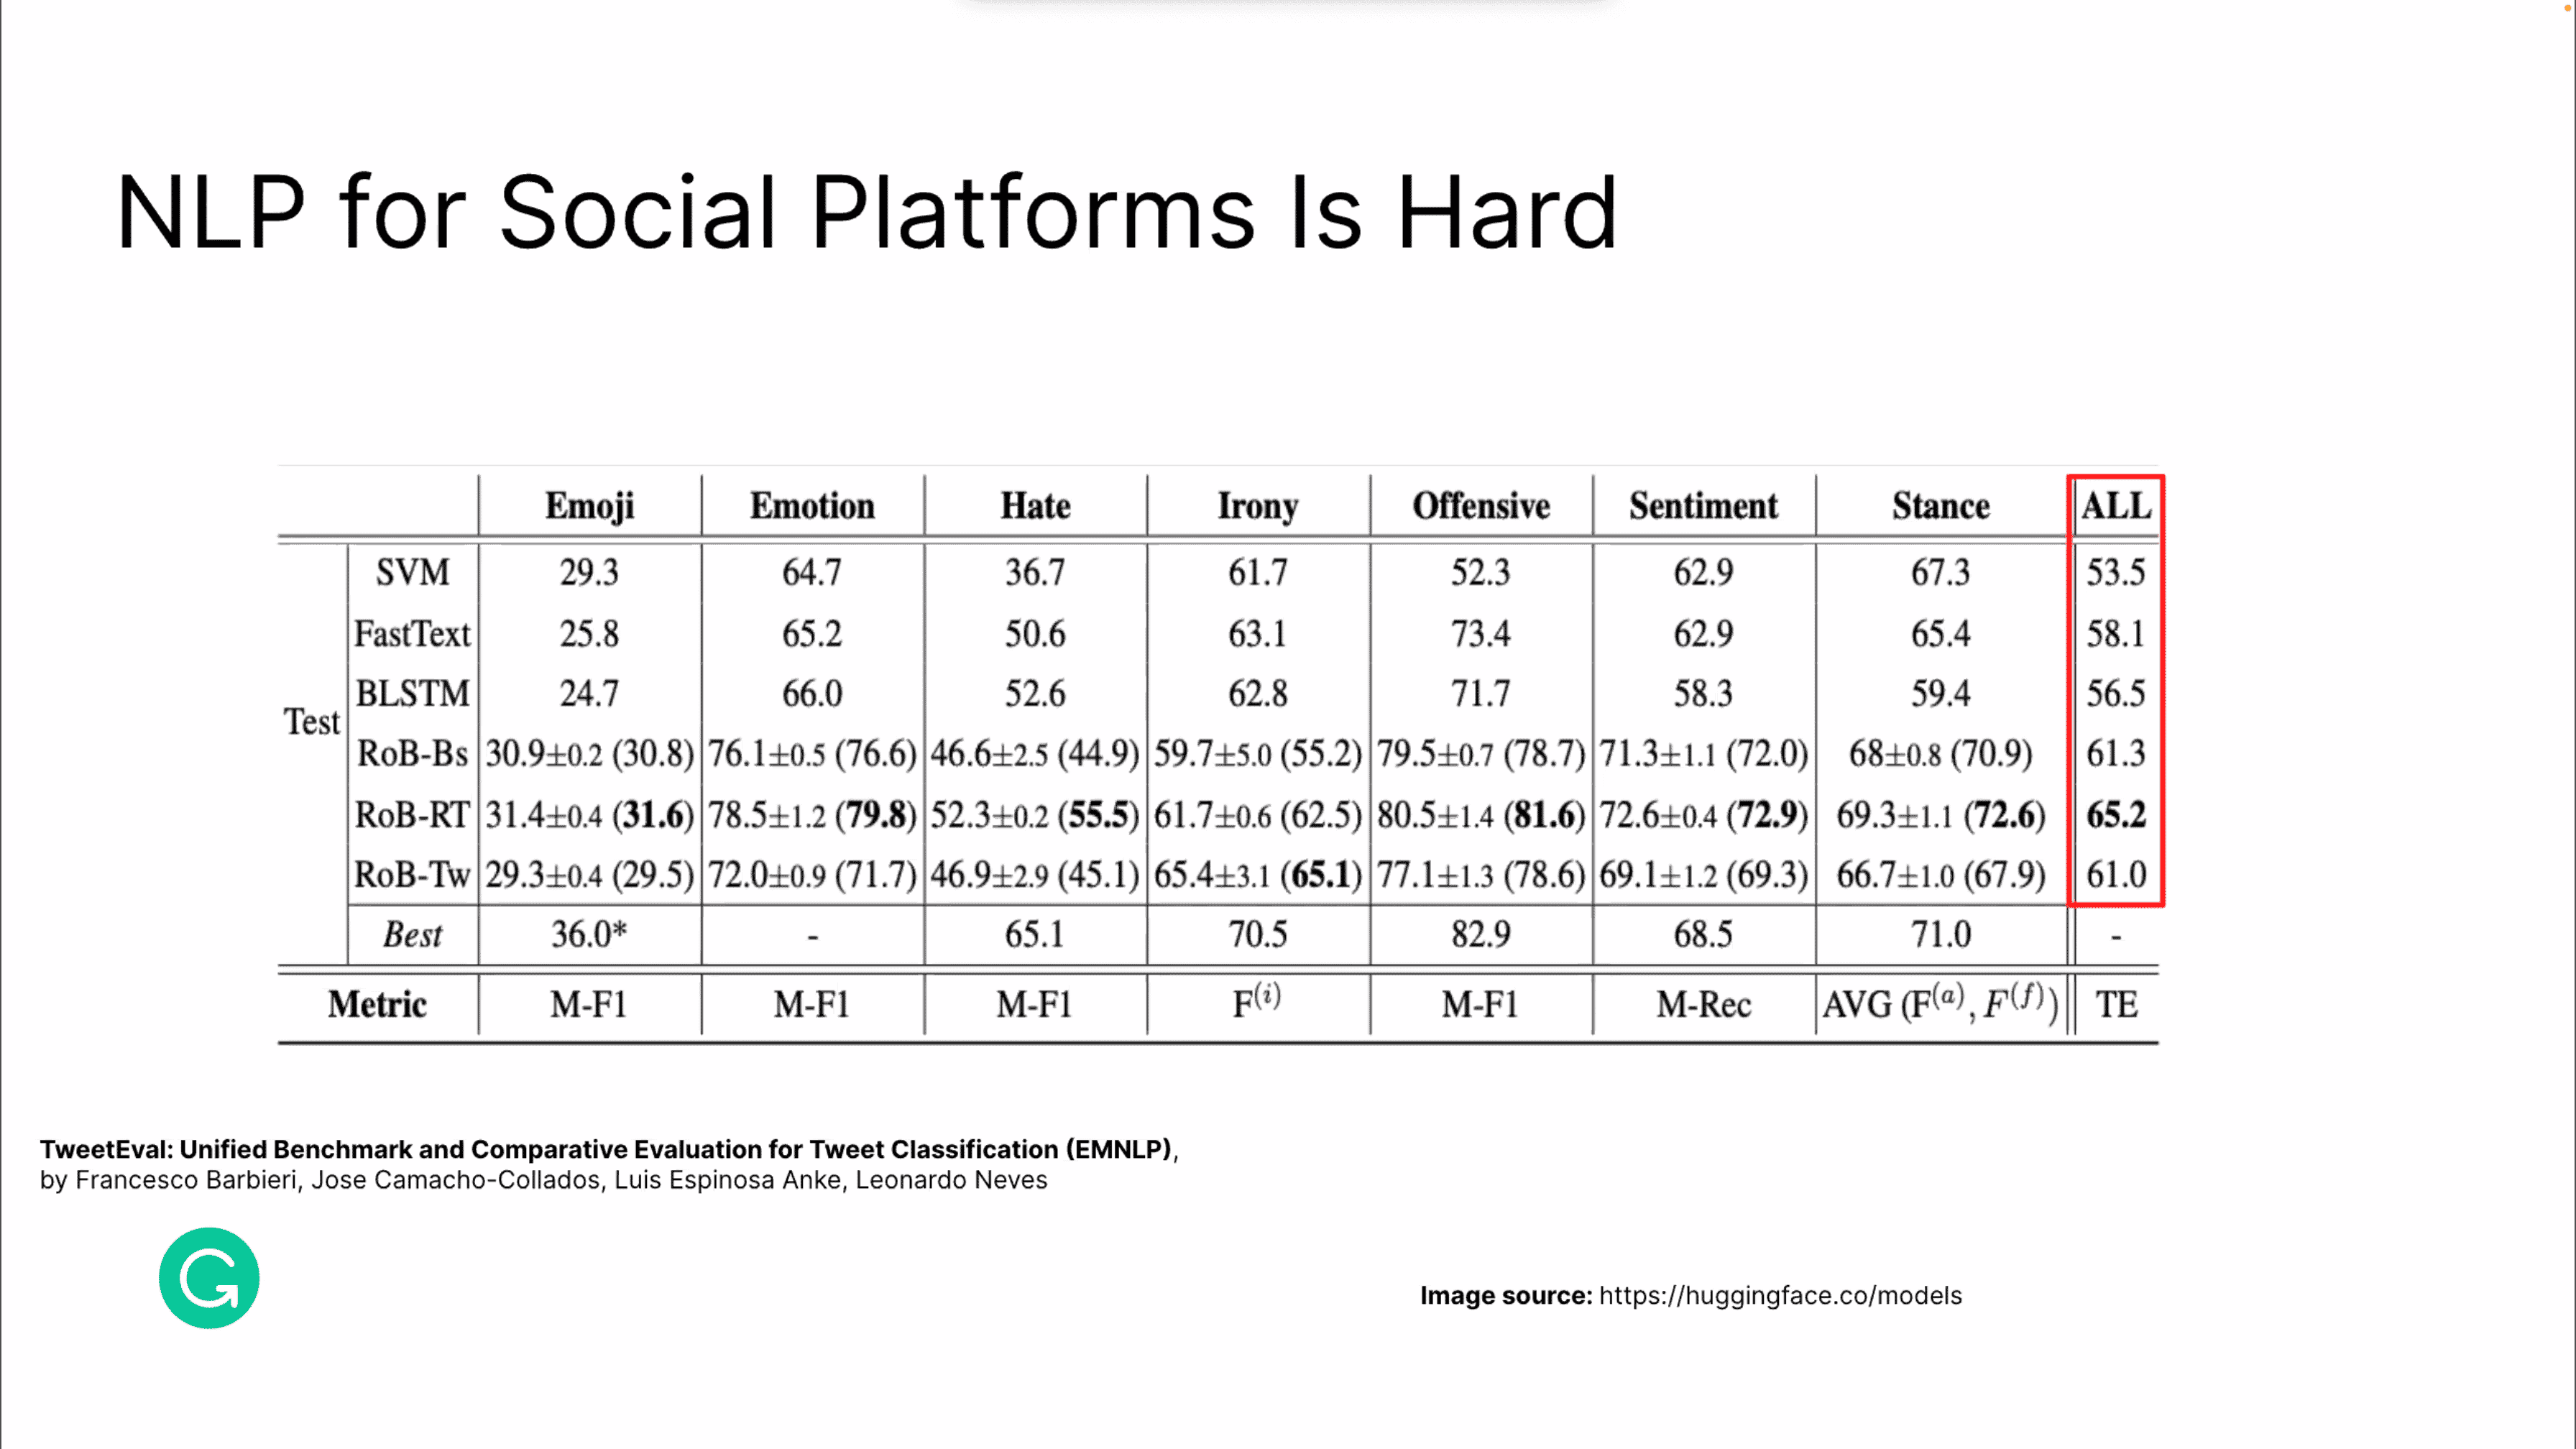 NLP for Social Platforms Is Hard
Emoji Emotion Hate Irony Offensive Sentiment Stance ALL
Test
SVM 29.3 64.7 36.7 61.7 52.3 62.9 67.3 53.5
FastText 25.8 65.2 50.6 63.1 73.4 62.9 65.4 58.1
BLSTM 24.7 66.0 52.6 62.8 71.7 58.3 59.4 56.5
RoB-Bs 30.9±0.2 (30.8) 76.1±0.5 (76.6) 46.6±2.5 (44.9) 59.7±5.0 (55.2) 79.5±0.7 (78.7) 71.3±1.1 (72.0) 68±0.8 (70.9) 61.3
RoB-RT 31.4±0.4 (31.6) 78.5±1.2 (79.8) 52.3±0.2 (55.5) 61.7±0.6 (62.5) 80.5±1.4 (81.6) 72.6±0.4 (72.9) 69.3±1.1 (72.6) 65.2
RoB-Tw 29.3±0.4 (29.5) 72.0±0.9 (71.7) 46.9±2.9 (45.1) 65.4±3.1 (65.1) 77.1±1.3 (78.6) 69.1±1.2 (69.3) 66.7±1.0 (67.9) 61.0
Best 36.0* - 65.1 70.5 82.9 68.5 71.0 -
Metric M-F1 M-F1 M-F1 F(i) M-F1 M-Rec AVG (F(a), F(f)) TE
TweetEval: Unified Benchmark and Comparative Evaluation for Tweet Classification (EMNLP),
by Francesco Barbieri, Jose Camacho-Collados, Luis Espinosa Anke, Leonardo Neves
Image source: https://huggingface.co/models